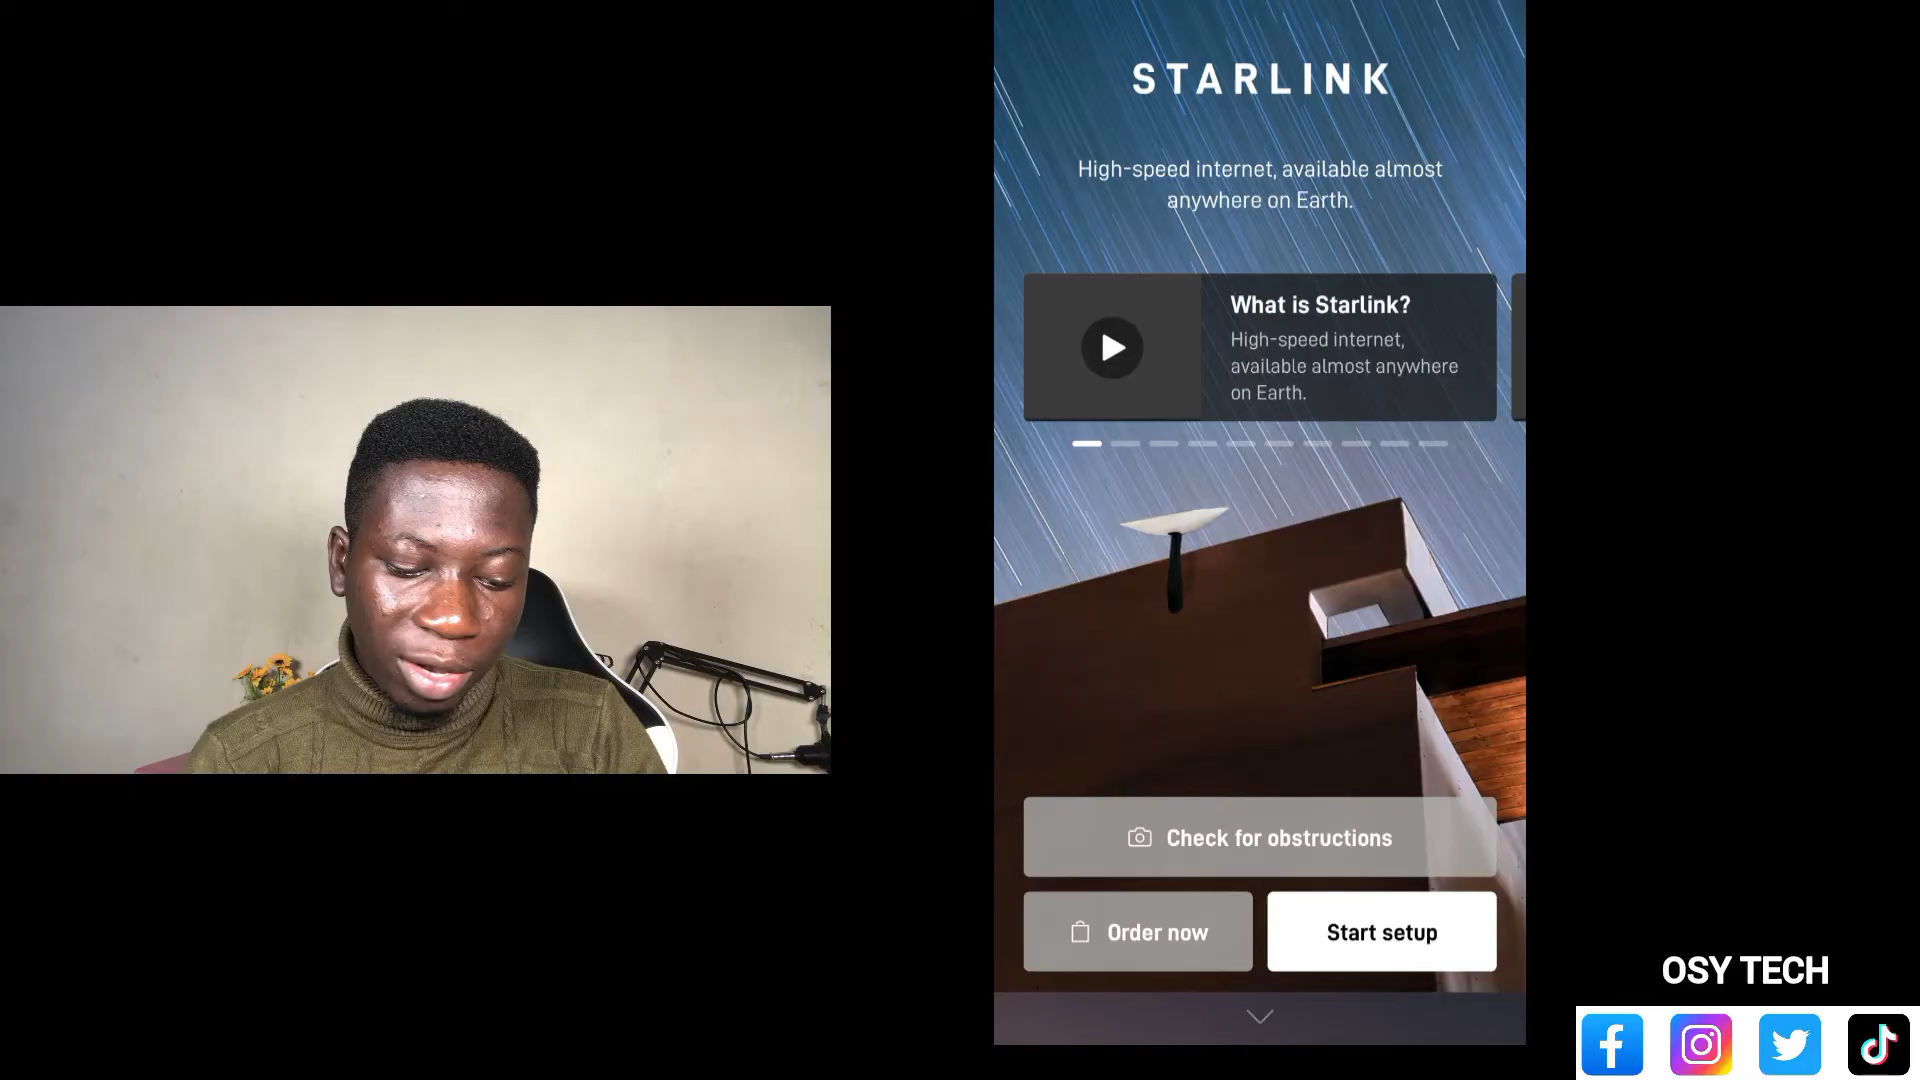 STARLINK
High-speed internet, available almost
anywhere on Earth.
What is Starlink?
High-speed internet,
available almost anywhere
on Earth.
Check for obstructions
Order now
Start setup
OSY TECH